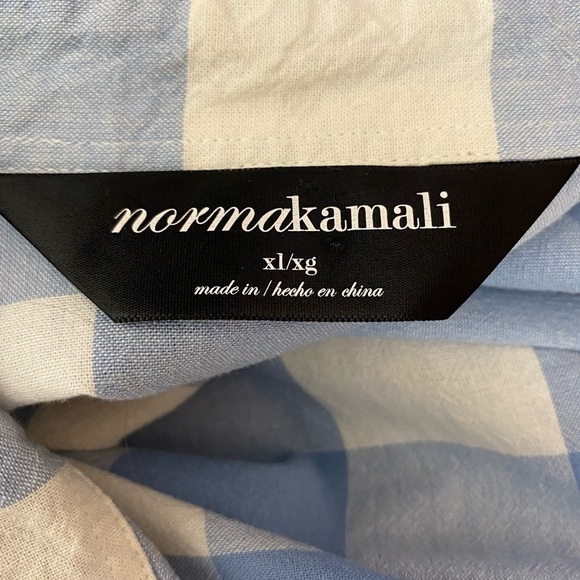 normakamali
xl/xg
made in / hecho en china